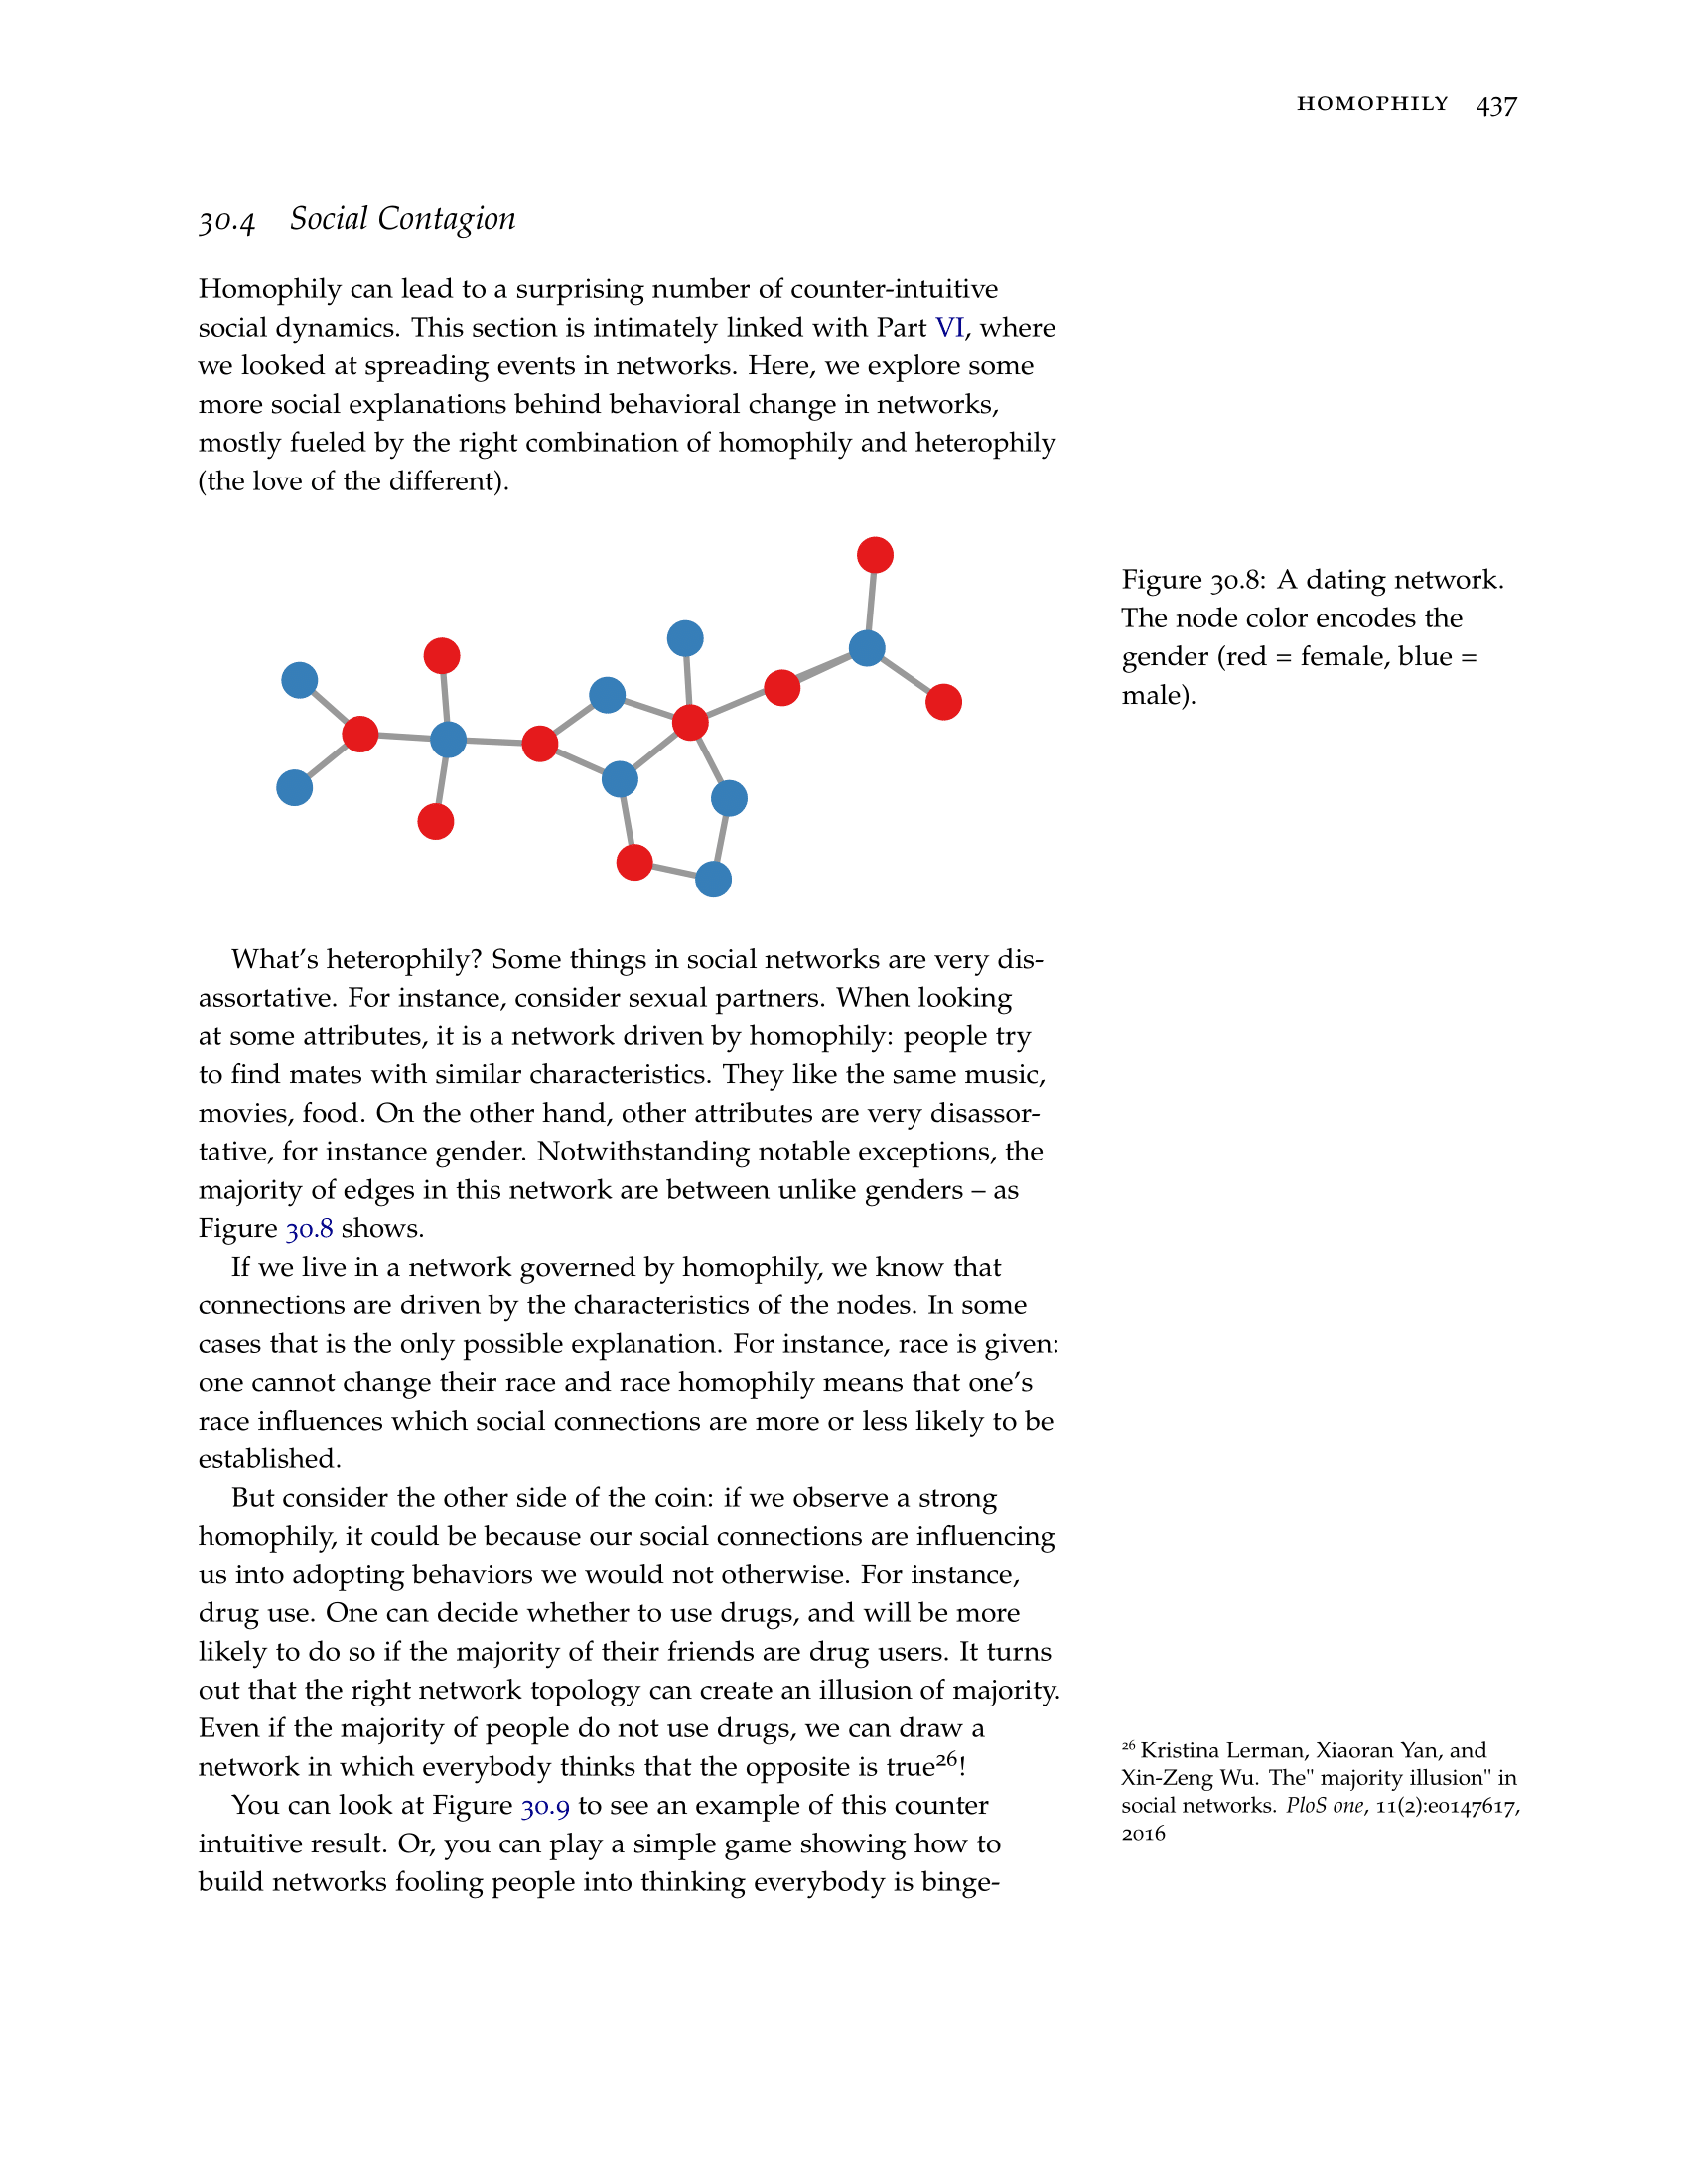 HOMOPHILY 437
30.4 Social Contagion
Homophily can lead to a surprising number of counter-intuitive
social dynamics. This section is intimately linked with Part VI, where
we looked at spreading events in networks. Here, we explore some
more social explanations behind behavioral change in networks,
mostly fueled by the right combination of homophily and heterophily
(the love of the different).
Figure 30.8: A dating network.
The node color encodes the
gender (red = female, blue =
male).
What's heterophily? Some things in social networks are very dis-
assortative. For instance, consider sexual partners. When looking
at some attributes, it is a network driven by homophily: people try
to find mates with similar characteristics. They like the same music,
movies, food. On the other hand, other attributes are very disassor-
tative, for instance gender. Notwithstanding notable exceptions, the
majority of edges in this network are between unlike genders – as
Figure 30.8 shows.
If we live in a network governed by homophily, we know that
connections are driven by the characteristics of the nodes. In some
cases that is the only possible explanation. For instance, race is given:
one cannot change their race and race homophily means that one's
race influences which social connections are more or less likely to be
established.
But consider the other side of the coin: if we observe a strong
homophily, it could be because our social connections are influencing
us into adopting behaviors we would not otherwise. For instance,
drug use. One can decide whether to use drugs, and will be more
likely to do so if the majority of their friends are drug users. It turns
out that the right network topology can create an illusion of majority.
Even if the majority of people do not use drugs, we can draw a
network in which everybody thinks that the opposite is true²⁶!
You can look at Figure 30.9 to see an example of this counter
intuitive result. Or, you can play a simple game showing how to
build networks fooling people into thinking everybody is binge-
²⁶ Kristina Lerman, Xiaoran Yan, and
Xin-Zeng Wu. The" majority illusion" in
social networks. PloS one, 11(2):e0147617,
2016